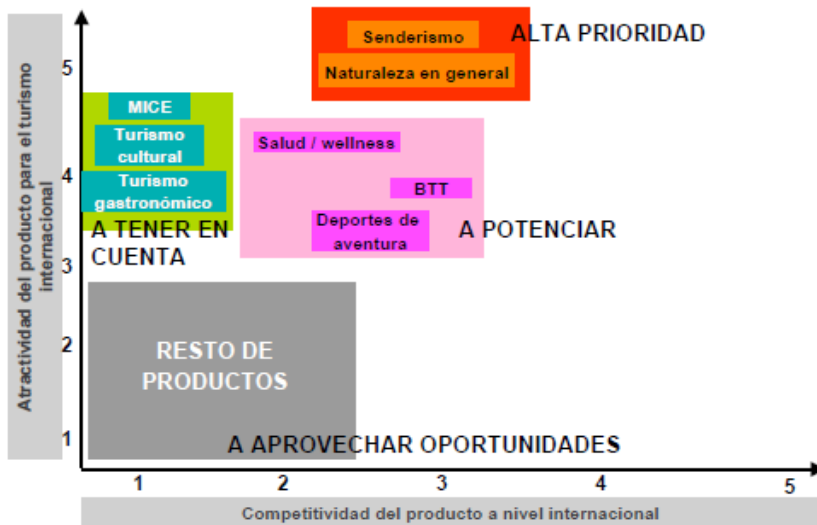 Atractividad del producto para el turismo
internacional
5
4
3
2
1
Senderismo
Naturaleza en general
ALTA PRIORIDAD
MICE
Turismo
cultural
Turismo
gastronómico
A TENER EN
CUENTA
Salud / wellness
BTT
Deportes de
aventura
A POTENCIAR
RESTO DE
PRODUCTOS
A APROVECHAR OPORTUNIDADES
1 2 3 4 5
Competitividad del producto a nivel internacional